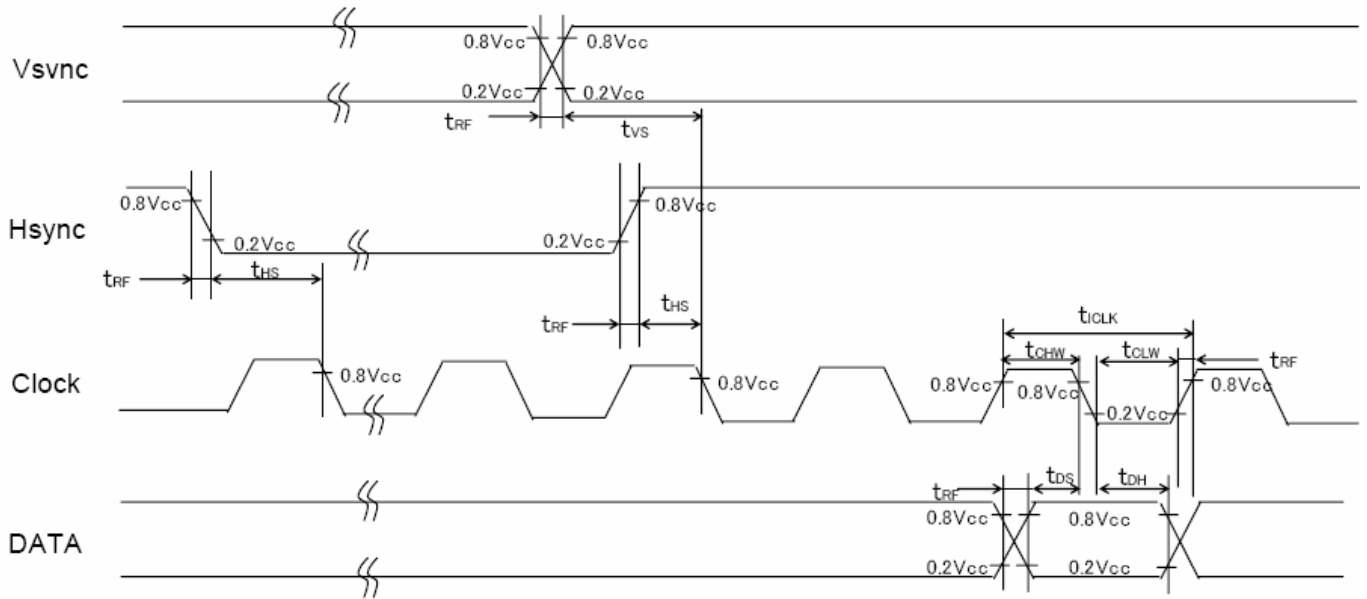 Vsvnc
0.8Vcc 0.8Vcc
0.2Vcc 0.2Vcc
tRF tVS
Hsync
0.8Vcc 0.8Vcc
0.2Vcc 0.2Vcc
tRF tHS
tRF tHS
tICLK
tCHW tCLW tRF
Clock
0.8Vcc 0.8Vcc 0.8Vcc 0.8Vcc 0.8Vcc
0.2Vcc
tRF tDS tDH
DATA
0.8Vcc 0.8Vcc
0.2Vcc 0.2Vcc